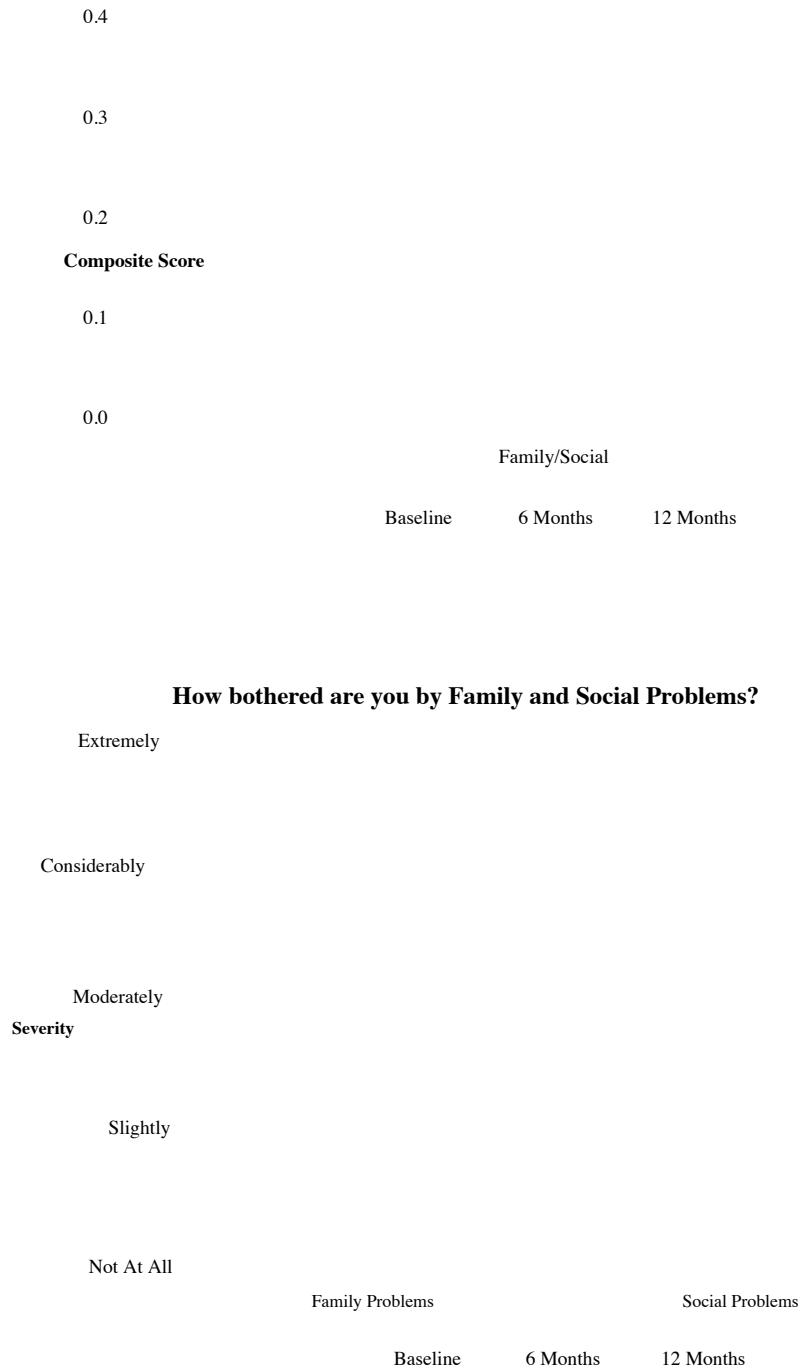 0.4
0.3
0.2
Composite Score
0.1
0.0
Family/Social
Baseline 6 Months 12 Months
How bothered are you by Family and Social Problems?
Extremely
Considerably
Moderately
Severity
Slightly
Not At All
Family Problems Social Problems
Baseline 6 Months 12 Months